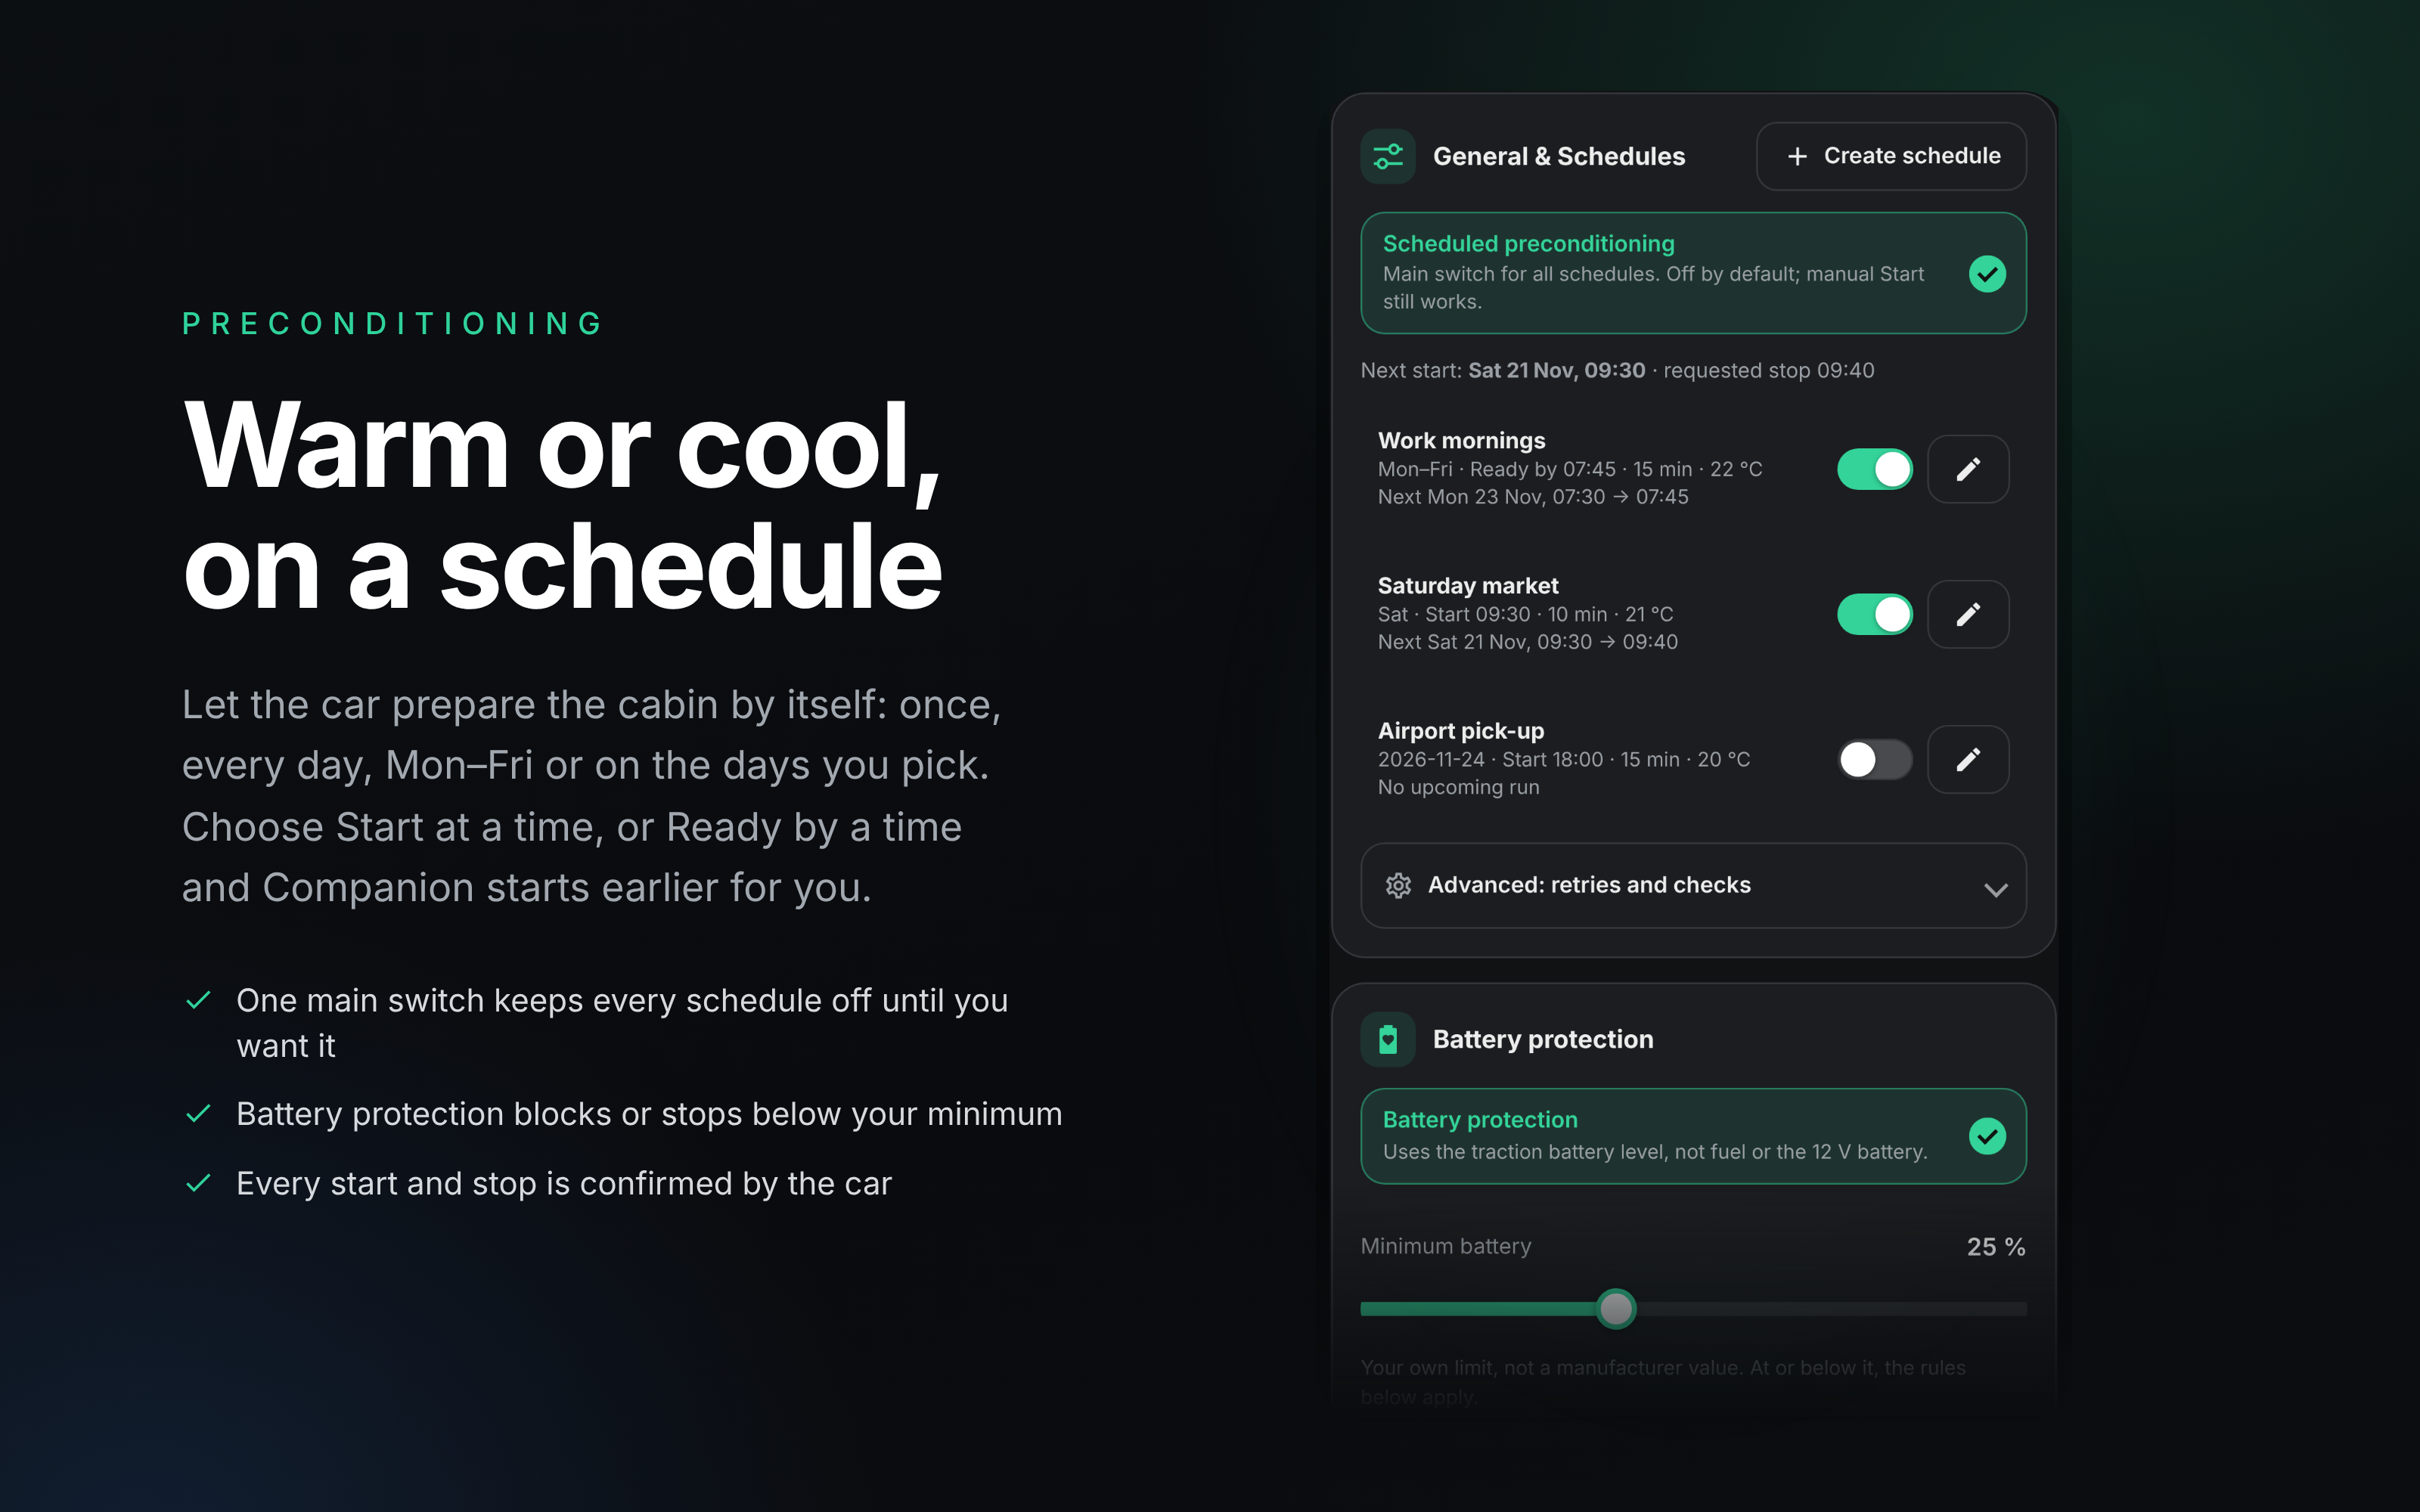 PRECONDITIONING
Warm or cool,
on a schedule
Let the car prepare the cabin by itself: once,
every day, Mon–Fri or on the days you pick.
Choose Start at a time, or Ready by a time
and Companion starts earlier for you.
One main switch keeps every schedule off until you
want it
Battery protection blocks or stops below your minimum
Every start and stop is confirmed by the car
General & Schedules
+ Create schedule
Scheduled preconditioning
Main switch for all schedules. Off by default; manual Start
still works.
Next start: Sat 21 Nov, 09:30 · requested stop 09:40
Work mornings
Mon–Fri · Ready by 07:45 · 15 min · 22 °C
Next Mon 23 Nov, 07:30 → 07:45
Saturday market
Sat · Start 09:30 · 10 min · 21 °C
Next Sat 21 Nov, 09:30 → 09:40
Airport pick-up
2026-11-24 · Start 18:00 · 15 min · 20 °C
No upcoming run
Advanced: retries and checks
Battery protection
Battery protection
Uses the traction battery level, not fuel or the 12 V battery.
Minimum battery 25 %
Your own limit, not a manufacturer value. At or below it, the rules
below apply.